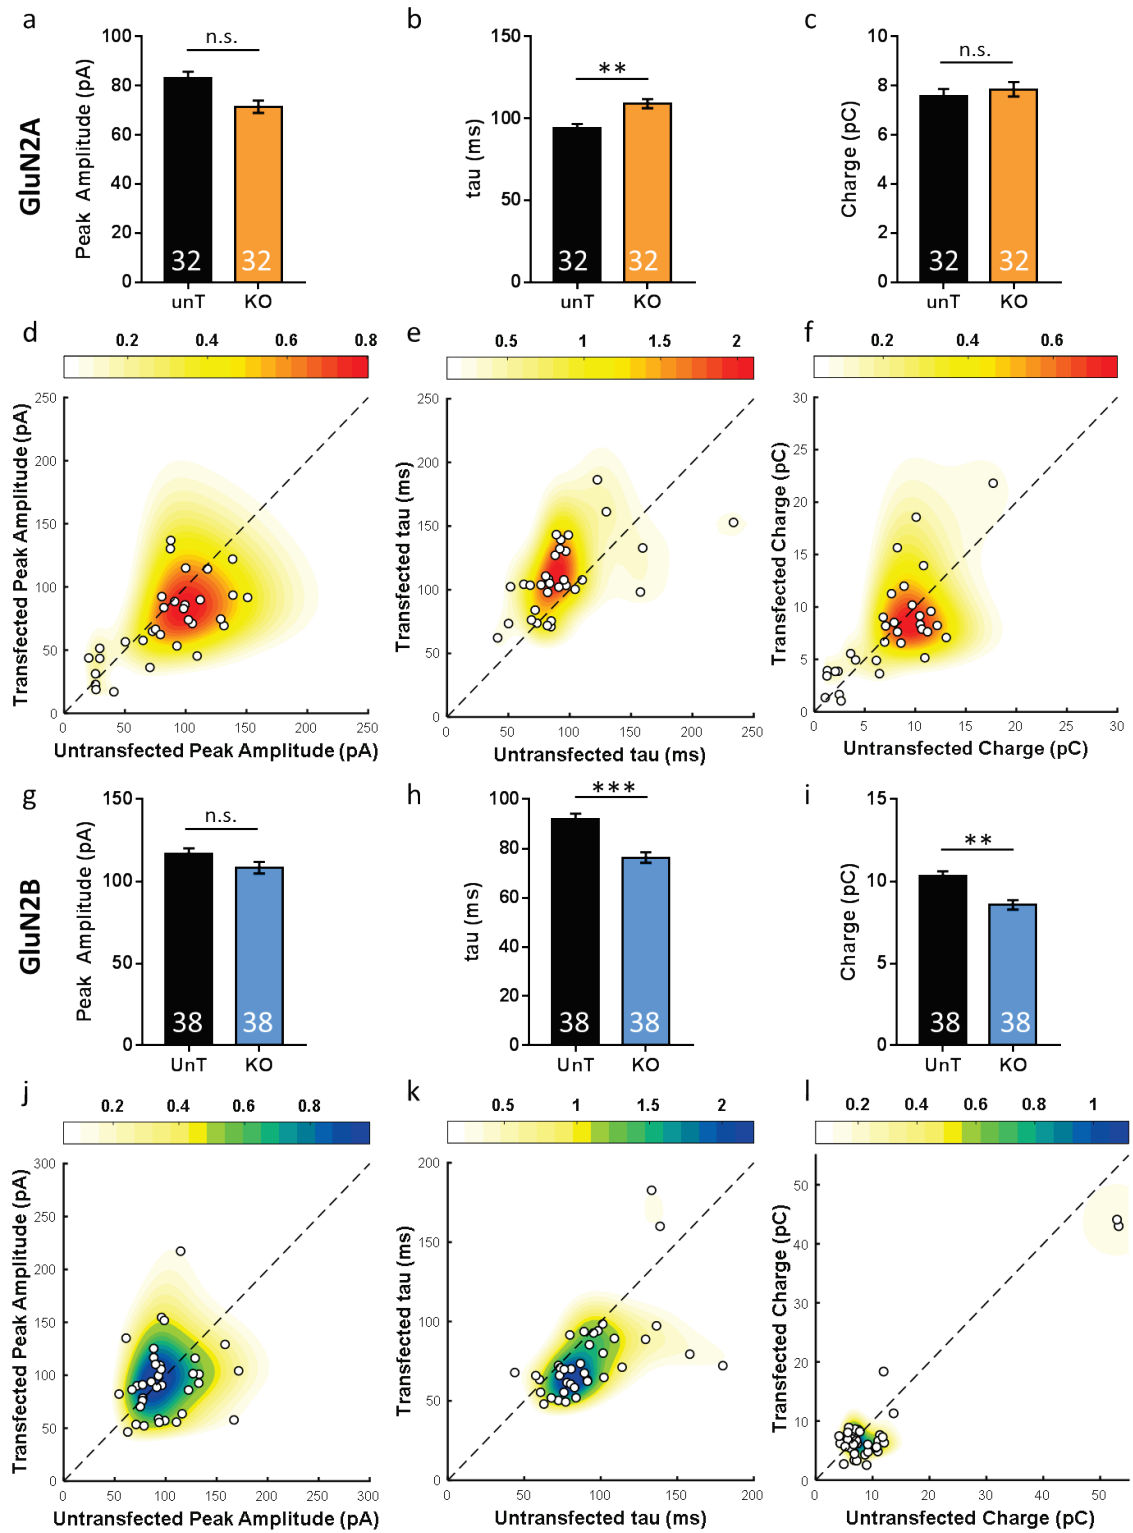 a
b
c
GluN2A
Peak Amplitude (pA)
100
80
60
40
20
0
n.s.
32
32
unT
KO
tau (ms)
150
100
50
0
**
32
32
unT
KO
Charge (pC)
10
8
6
4
2
0
n.s.
32
32
unT
KO
d
0.2 0.4 0.6 0.8
Transfected Peak Amplitude (pA)
250
200
150
100
50
0
0 50 100 150 200 250
Untransfected Peak Amplitude (pA)
e
0.5 1 1.5 2
Transfected tau (ms)
250
200
150
100
50
0
0 50 100 150 200 250
Untransfected tau (ms)
f
0.2 0.4 0.6
Transfected Charge (pC)
30
25
20
15
10
5
0
0 5 10 15 20 25 30
Untransfected Charge (pC)
GluN2B
g
Peak Amplitude (pA)
150
100
50
0
n.s.
38
38
UnT
KO
h
tau (ms)
100
80
60
40
20
0
***
38
38
UnT
KO
i
Charge (pC)
15
10
5
0
**
38
38
UnT
KO
j
0.2 0.4 0.6 0.8
Transfected Peak Amplitude (pA)
300
250
200
150
100
50
0
0 50 100 150 200 250 300
Untransfected Peak Amplitude (pA)
k
0.5 1 1.5 2
Transfected tau (ms)
200
150
100
50
0
0 50 100 150 200
Untransfected tau (ms)
l
0.2 0.4 0.6 0.8 1
Transfected Charge (pC)
50
40
30
20
10
0
0 10 20 30 40 50
Untransfected Charge (pC)